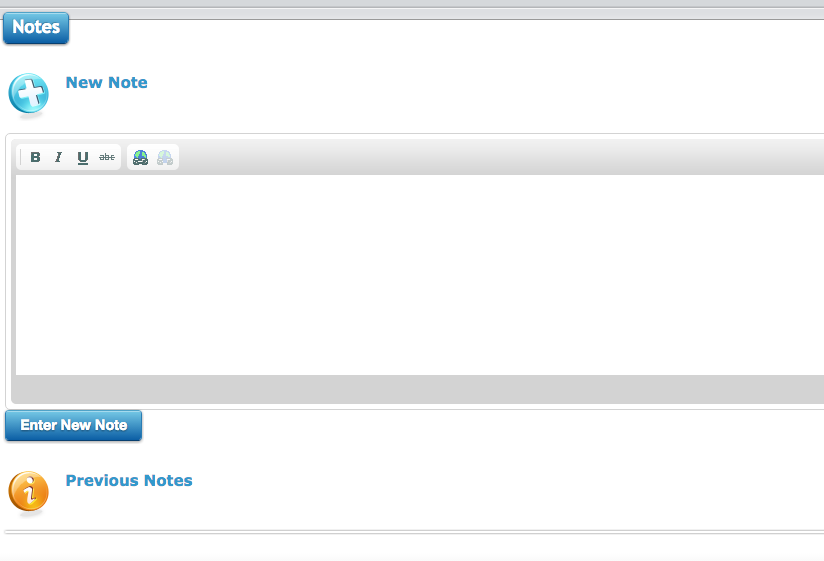 Notes
New Note
B I U abc
Enter New Note
Previous Notes